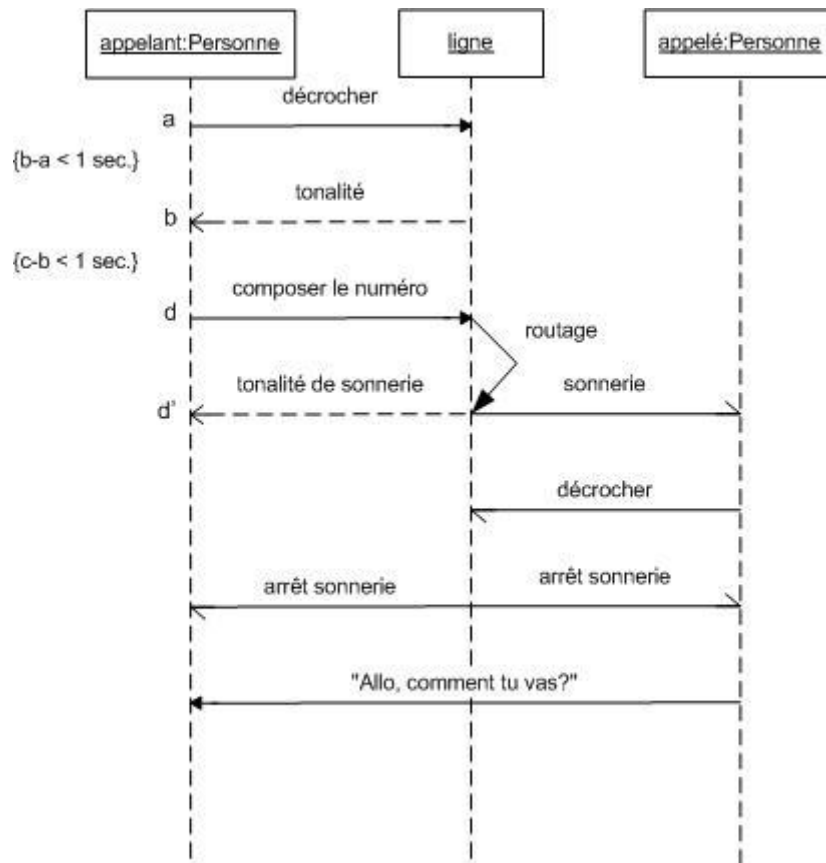 appelant:Personne
ligne
appelé:Personne
décrocher
a
{b-a < 1 sec.}
tonalité
b
{c-b < 1 sec.}
composer le numéro
d
routage
tonalité de sonnerie
sonnerie
d'
décrocher
arrêt sonnerie
arrêt sonnerie
"Allo, comment tu vas?"